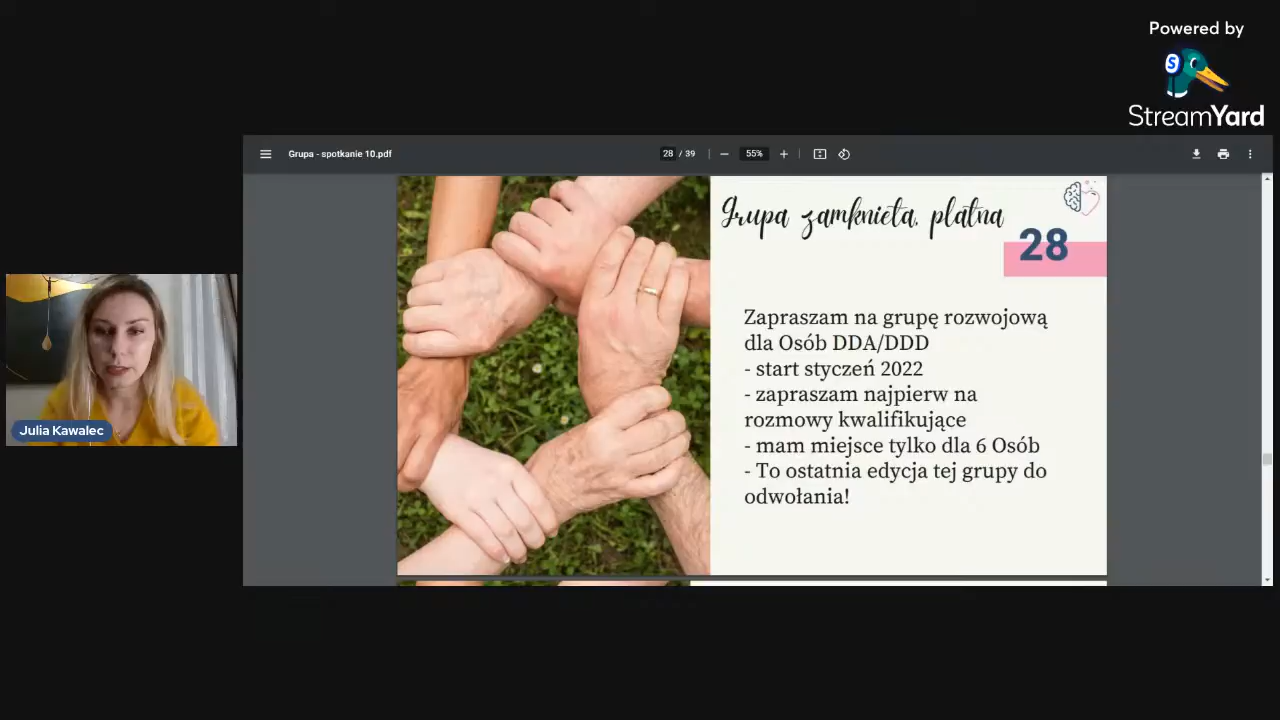 Powered by
S
StreamYard
Grupa - spotkanie 10.pdf
28 / 39
55%
Grupa zamknięta, płatna
28
Zapraszam na grupę rozwojową
dla Osób DDA/DDD
- start styczeń 2022
- zapraszam najpierw na
rozmowy kwalifikujące
- mam miejsce tylko dla 6 Osób
- To ostatnia edycja tej grupy do
odwołania!
Julia Kawalec